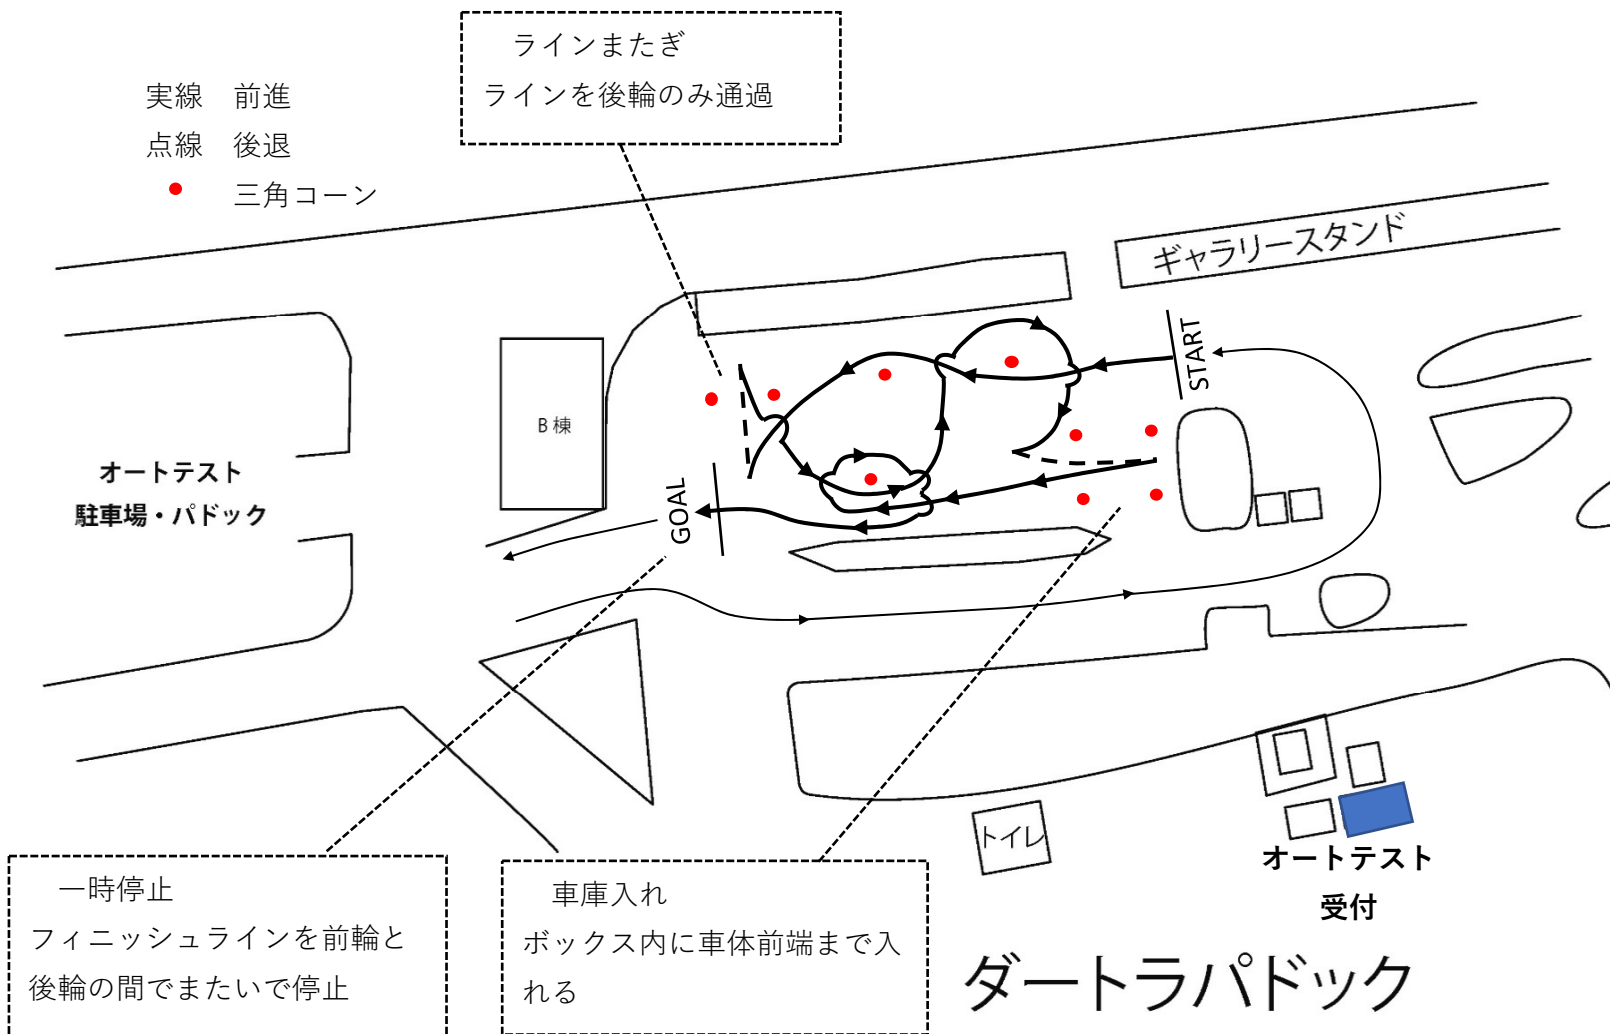 ラインまたぎ
ラインを後輪のみ通過
実線 前進
点線 後退
三角コーン
ギャラリースタンド
START
B棟
オートテスト
駐車場・パドック
GOAL
トイレ
オートテスト
受付
一時停止
フィニッシュラインを前輪と
後輪の間でまたいで停止
車庫入れ
ボックス内に車体前端まで入
れる
ダートラパドック